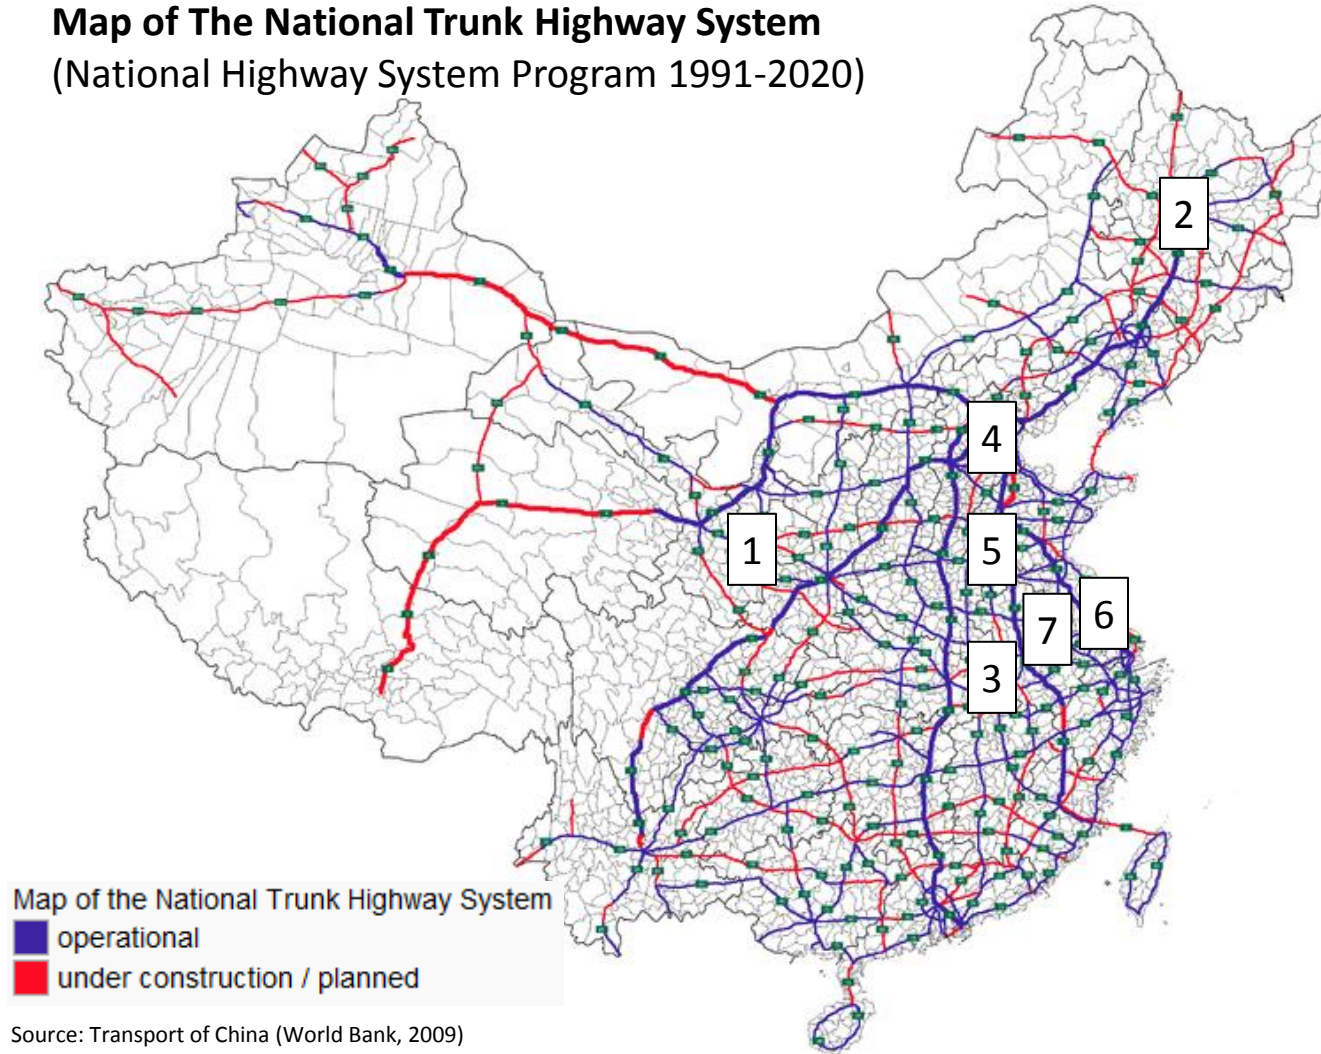 Map of The National Trunk Highway System
(National Highway System Program 1991-2020)
2
4
1
5
6
7
3
Map of the National Trunk Highway System
operational
under construction / planned
Source: Transport of China (World Bank, 2009)